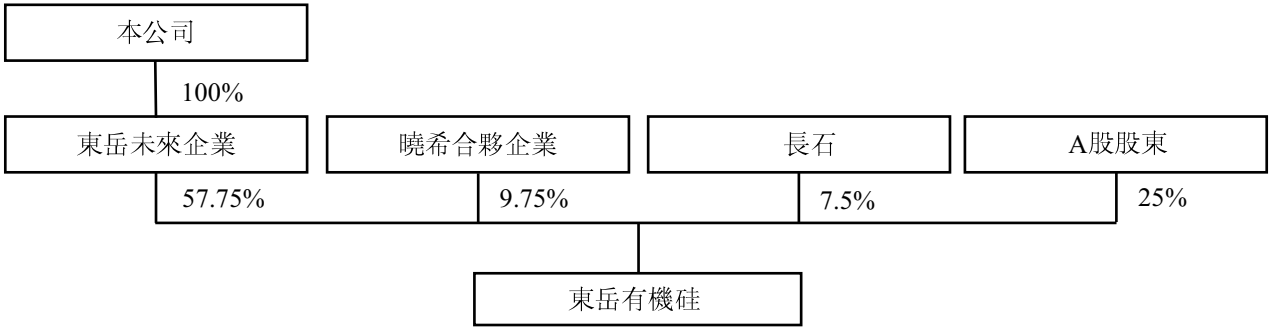 本公司
100%
東岳未來企業
曉希合夥企業
長石
A股股東
57.75%
9.75%
7.5%
25%
東岳有機硅